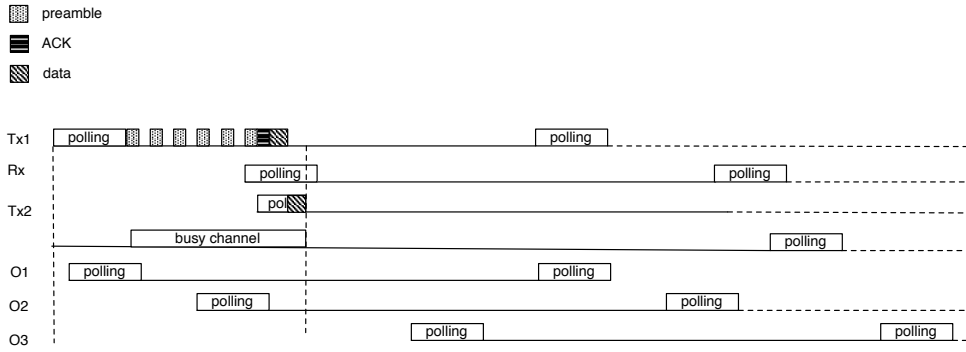 preamble
ACK
data
Tx1 polling polling
Rx polling polling
Tx2 pol
busy channel polling
O1 polling polling
O2 polling polling
O3 polling polling